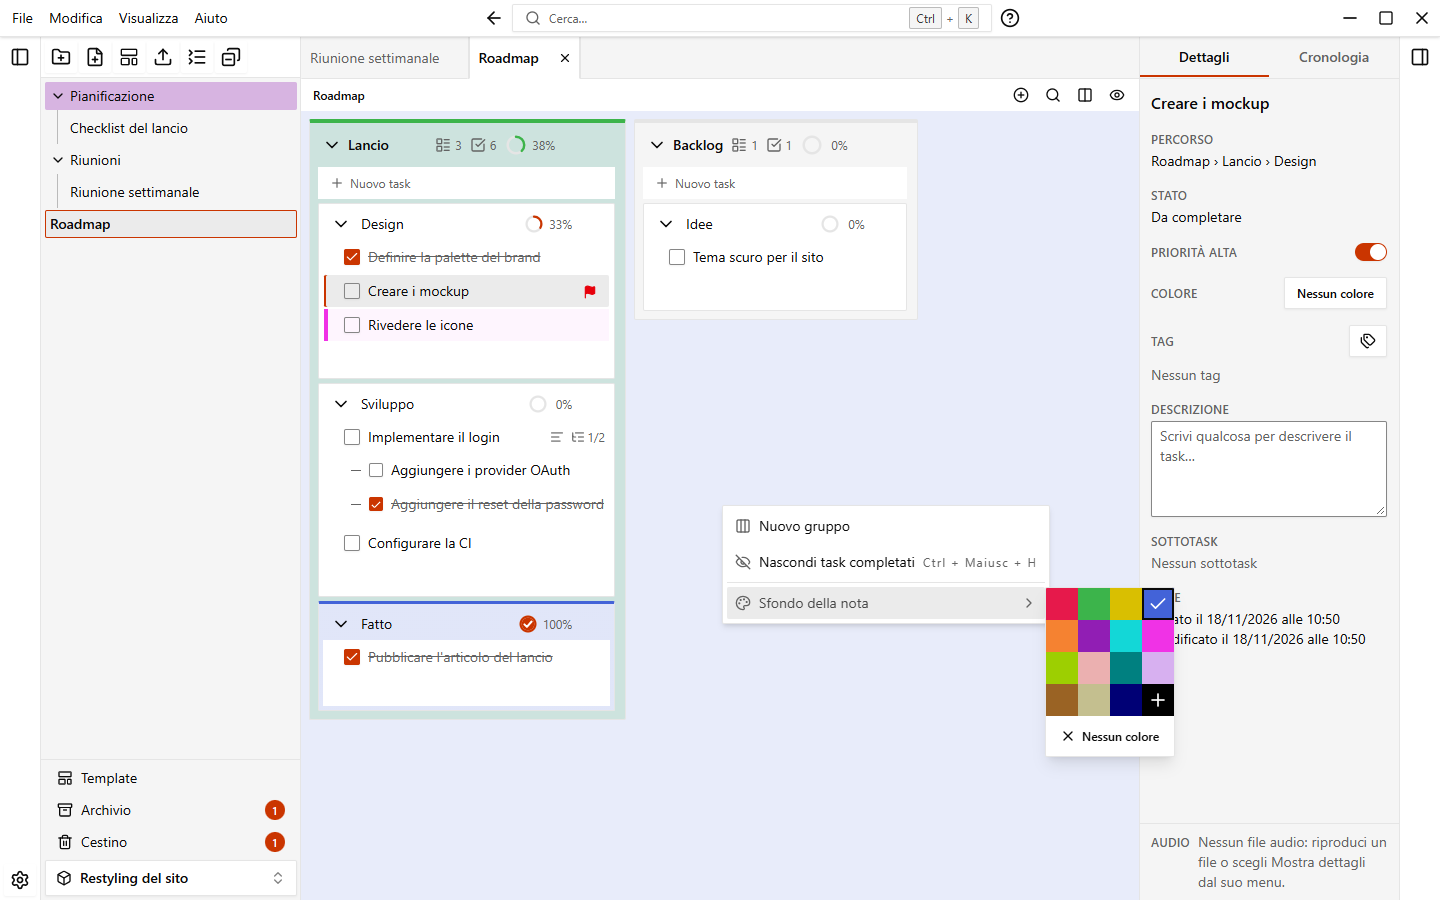 File Modifica Visualizza Aiuto
Cerca... Ctrl + K
Pianificazione
Checklist del lancio
Riunioni
Riunione settimanale
Roadmap
Template
Archivio 1
Cestino 1
Restyling del sito
Riunione settimanale Roadmap
Roadmap
Lancio 3 6 38%
Nuovo task
Design 33%
Definire la palette del brand
Creare i mockup
Rivedere le icone
Sviluppo 0%
Implementare il login 1/2
Aggiungere i provider OAuth
Aggiungere il reset della password
Configurare la CI
Fatto 100%
Pubblicare l'articolo del lancio
Backlog 1 1 0%
Nuovo task
Idee 0%
Tema scuro per il sito
Nuovo gruppo
Nascondi task completati Ctrl + Maiusc + H
Sfondo della nota
Nessun colore
Dettagli Cronologia
Creare i mockup
PERCORSO
Roadmap › Lancio › Design
STATO
Da completare
PRIORITÀ ALTA
COLORE Nessun colore
TAG
Nessun tag
DESCRIZIONE
Scrivi qualcosa per descrivere il
task...
SOTTOTASK
Nessun sottotask
il 18/11/2026 alle 10:50
il 18/11/2026 alle 10:50
AUDIO Nessun file audio: riproduci un
file o scegli Mostra dettagli
dal suo menu.